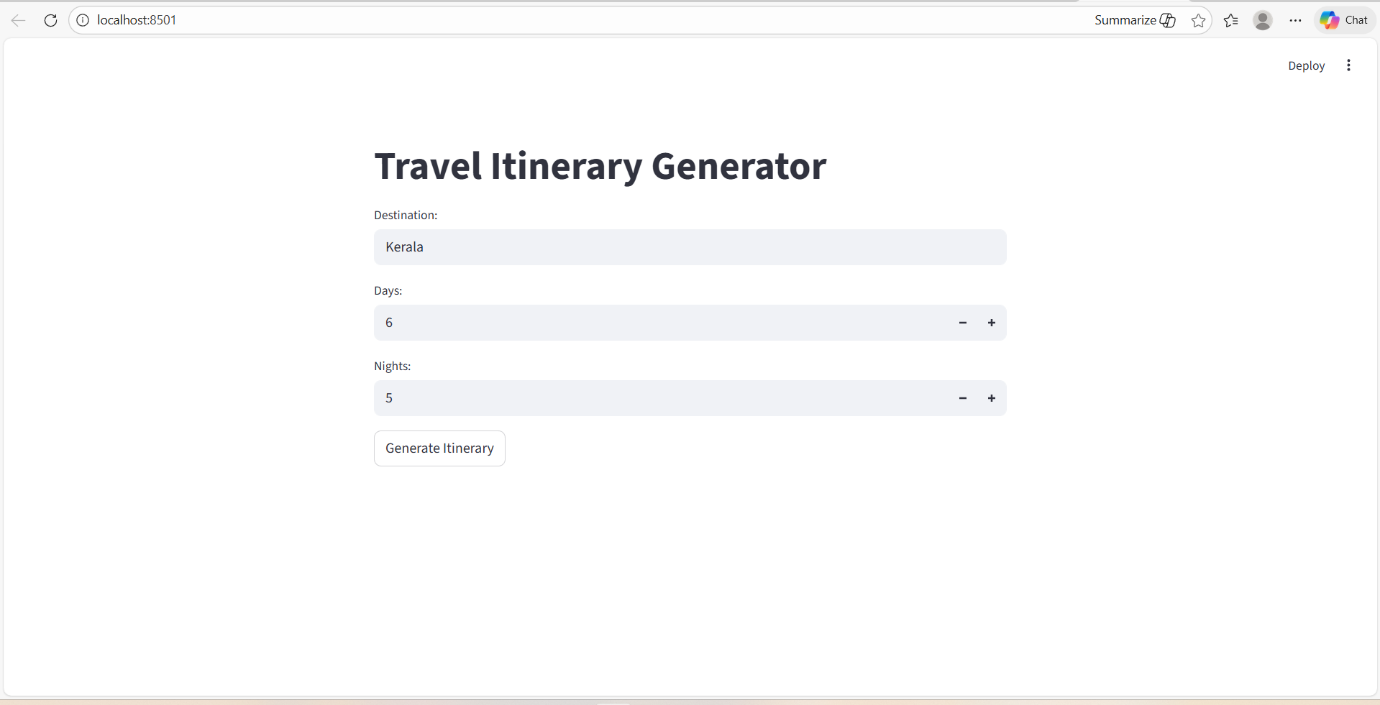 localhost:8501
Summarize
Chat
Deploy
Travel Itinerary Generator
Destination:
Kerala
Days:
6
Nights:
5
Generate Itinerary